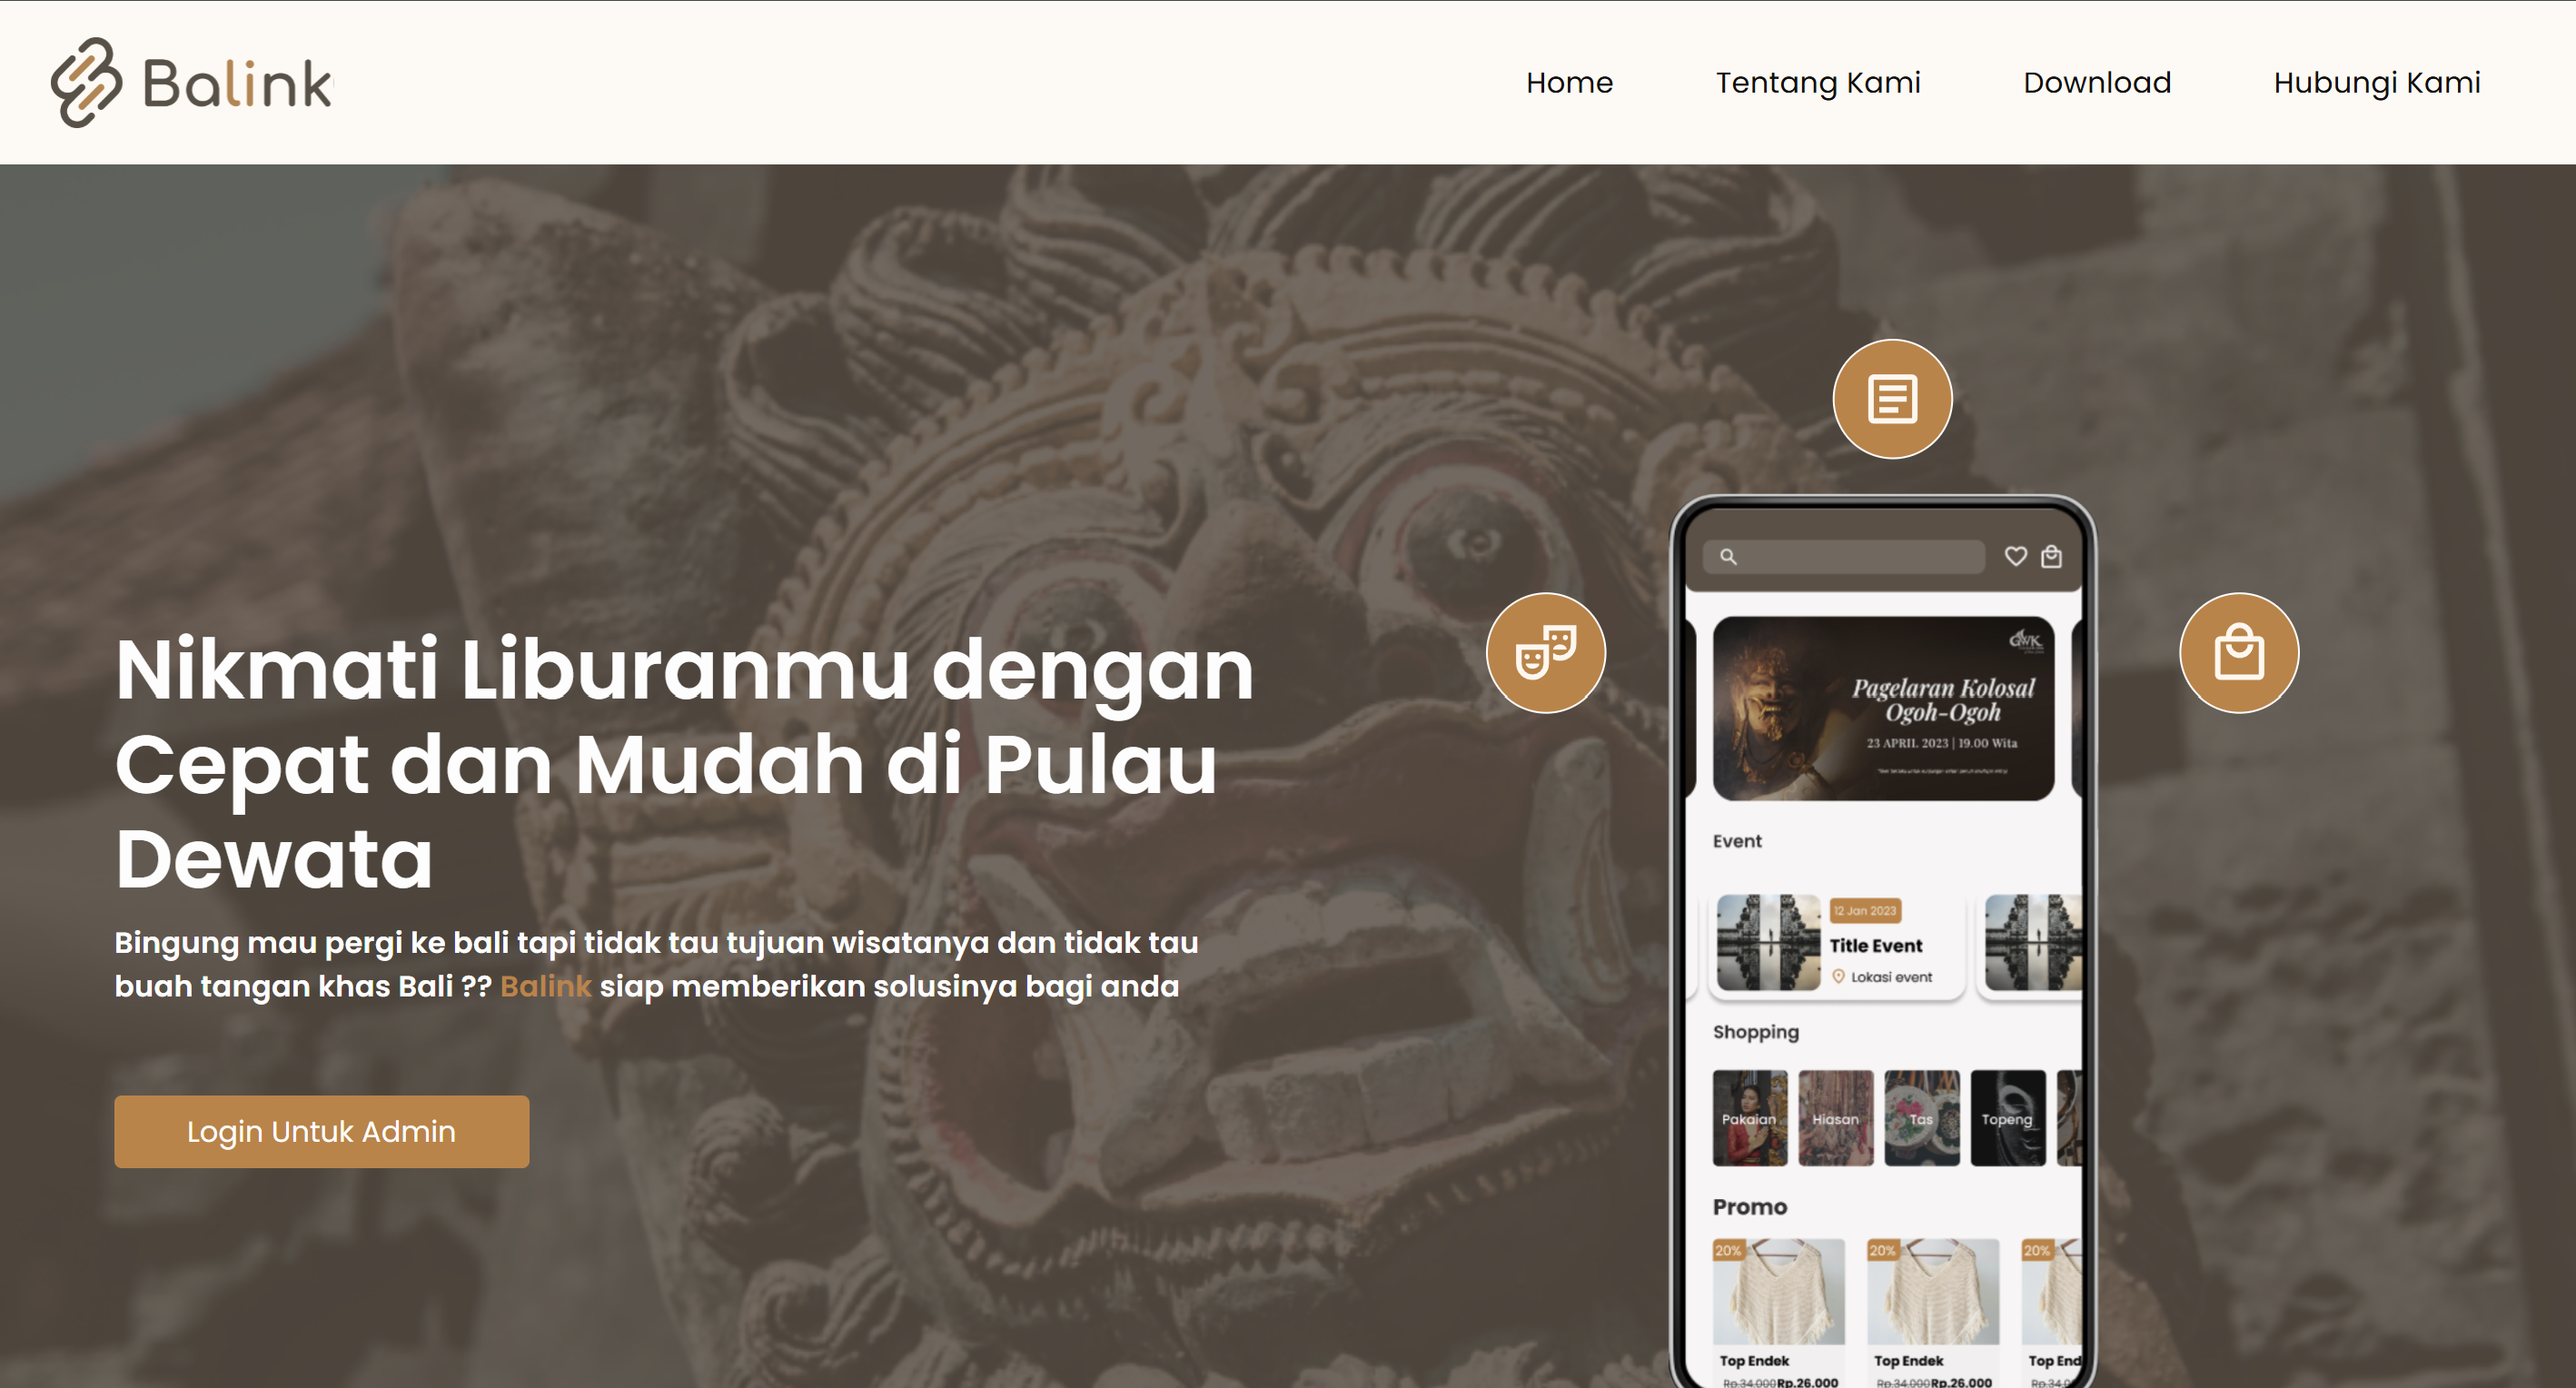 Balink
Home
Tentang Kami
Download
Hubungi Kami
Nikmati Liburanmu dengan
Cepat dan Mudah di Pulau
Dewata
Bingung mau pergi ke bali tapi tidak tau tujuan wisatanya dan tidak tau
buah tangan khas Bali ?? Balink siap memberikan solusinya bagi anda
Login Untuk Admin
GWK
Pagelaran Kolosal
Ogoh-Ogoh
23 APRIL 2023 | 19.00 Wita
Event
12 Jan 2023
Title Event
Lokasi event
Shopping
Pakaian
Hiasan
Tas
Topeng
Promo
20%
20%
20%
Top Endek
Top Endek
Top End
Rp.34.000 Rp.26.000
Rp.34.000 Rp.26.000
Rp.34.0